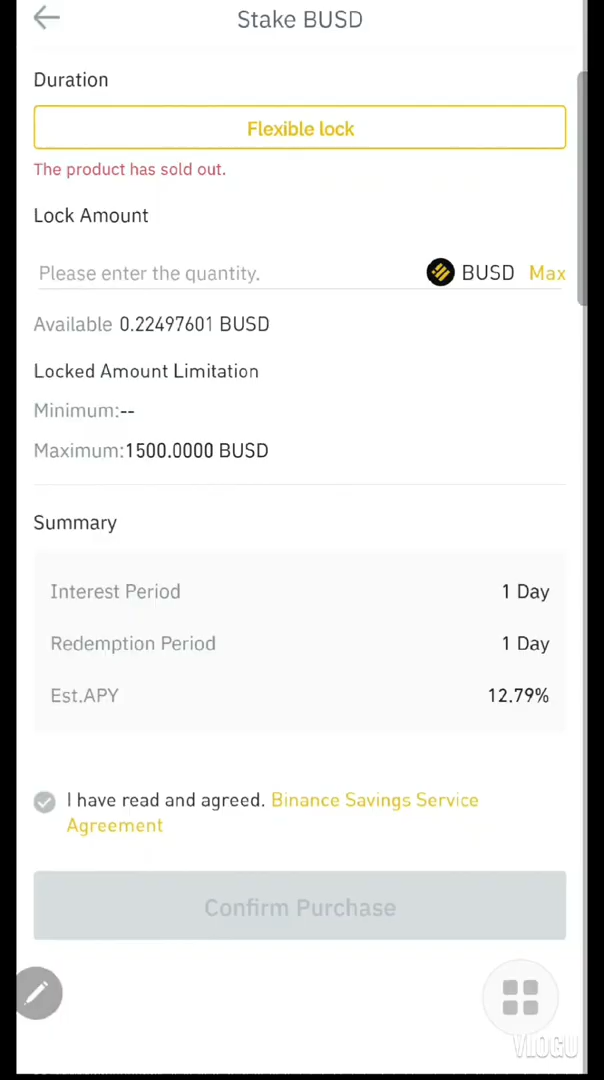 Stake BUSD
Duration
Flexible lock
The product has sold out.
Lock Amount
Please enter the quantity. BUSD Max
Available 0.22497601 BUSD
Locked Amount Limitation
Minimum:--
Maximum:1500.0000 BUSD
Summary
Interest Period 1 Day
Redemption Period 1 Day
Est.APY 12.79%
I have read and agreed. Binance Savings Service
Agreement
Confirm Purchase
VLOGU